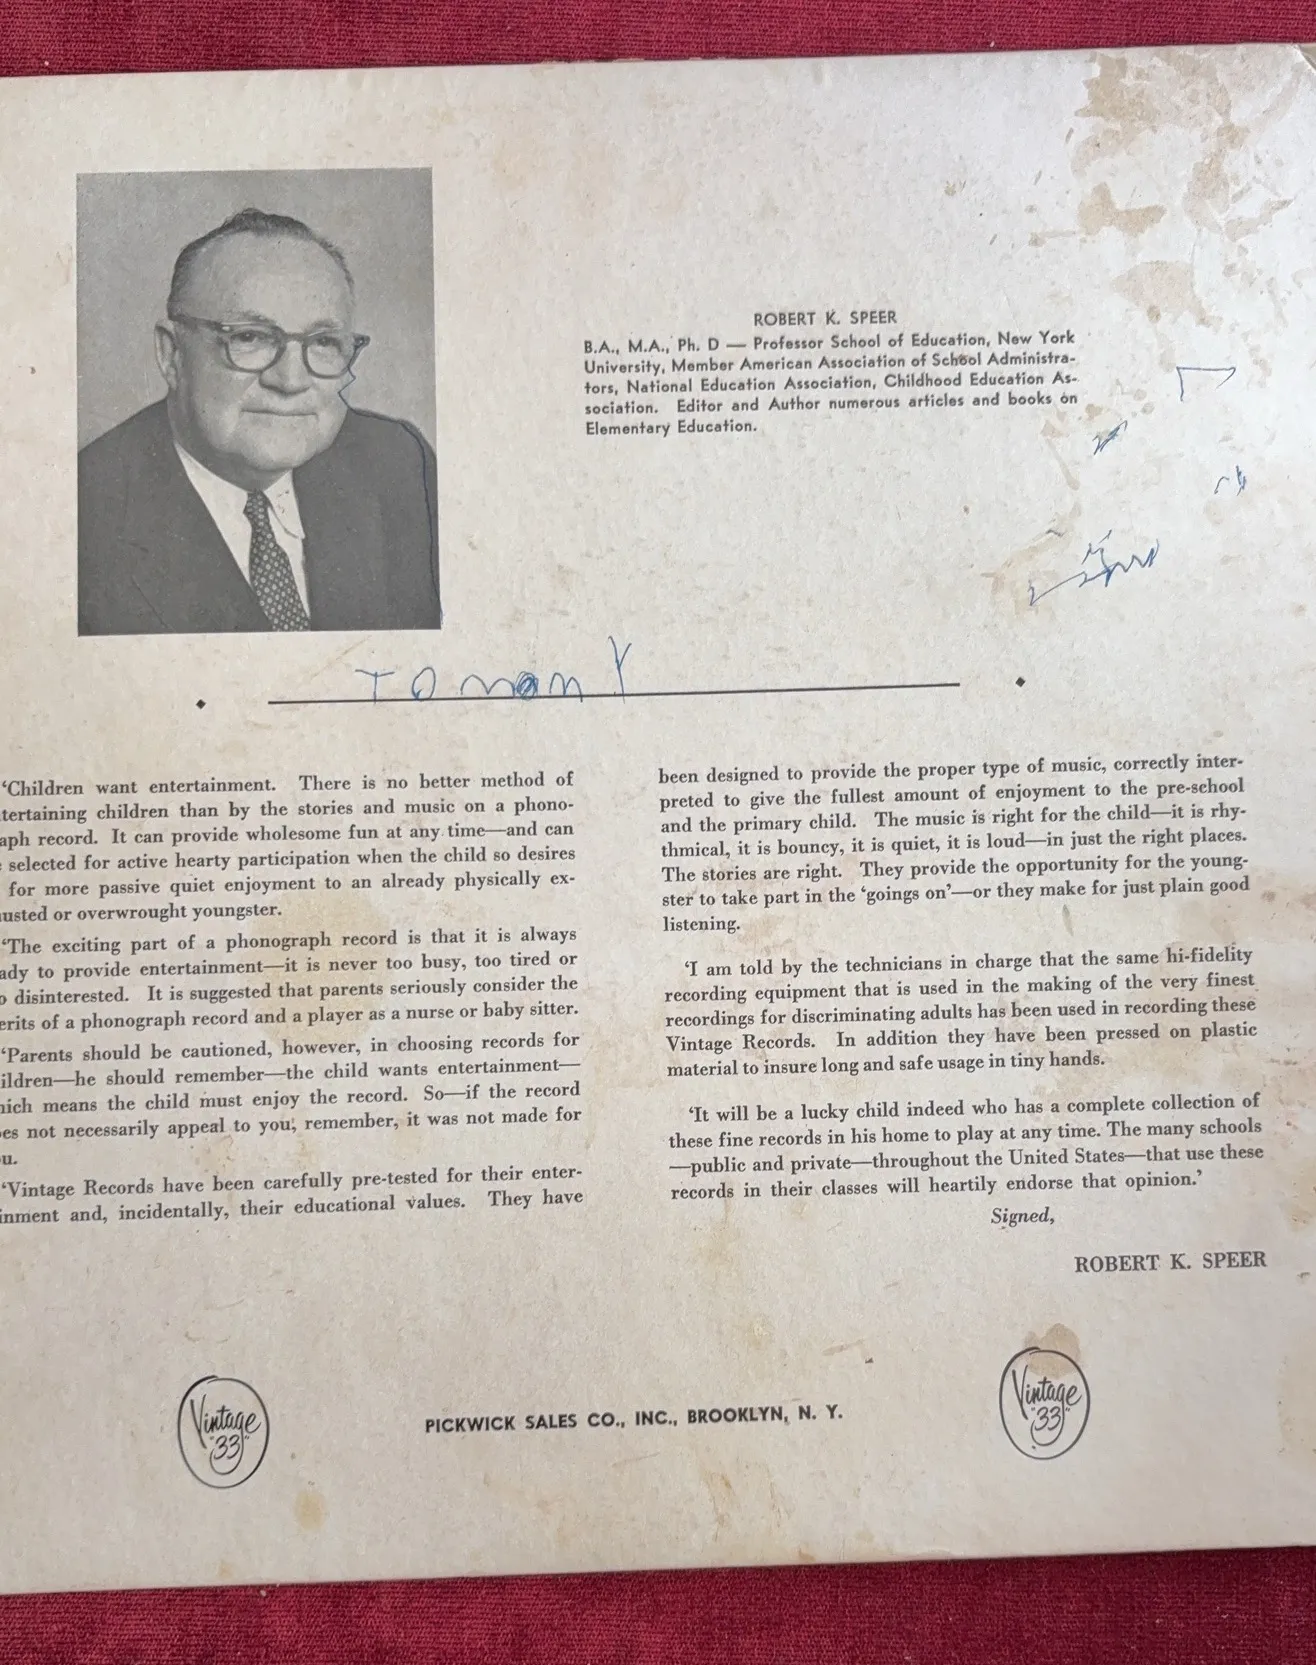 ROBERT K. SPEER
B.A., M.A., Ph. D — Professor School of Education, New York
University, Member American Association of School Administra-
tors, National Education Association, Childhood Education As-
sociation. Editor and Author numerous articles and books on
Elementary Education.
‘Children want entertainment. There is no better method of
tertaining children than by the stories and music on a phono-
aph record. It can provide wholesome fun at any time—and can
selected for active hearty participation when the child so desires
for more passive quiet enjoyment to an already physically ex-
usted or overwrought youngster.
‘The exciting part of a phonograph record is that it is always
ady to provide entertainment—it is never too busy, too tired or
o disinterested. It is suggested that parents seriously consider the
erits of a phonograph record and a player as a nurse or baby sitter.
‘Parents should be cautioned, however, in choosing records for
ildren—he should remember—the child wants entertainment—
hich means the child must enjoy the record. So—if the record
es not necessarily appeal to you, remember, it was not made for
u.
‘Vintage Records have been carefully pre-tested for their enter-
inment and, incidentally, their educational values. They have
been designed to provide the proper type of music, correctly inter-
preted to give the fullest amount of enjoyment to the pre-school
and the primary child. The music is right for the child—it is rhy-
thmical, it is bouncy, it is quiet, it is loud—in just the right places.
The stories are right. They provide the opportunity for the young-
ster to take part in the ‘goings on’—or they make for just plain good
listening.
‘I am told by the technicians in charge that the same hi-fidelity
recording equipment that is used in the making of the very finest
recordings for discriminating adults has been used in recording these
Vintage Records. In addition they have been pressed on plastic
material to insure long and safe usage in tiny hands.
‘It will be a lucky child indeed who has a complete collection of
these fine records in his home to play at any time. The many schools
—public and private—throughout the United States—that use these
records in their classes will heartily endorse that opinion.’
Signed,
ROBERT K. SPEER
Vintage
"33"
PICKWICK SALES CO., INC., BROOKLYN, N. Y.
Vintage
"33"